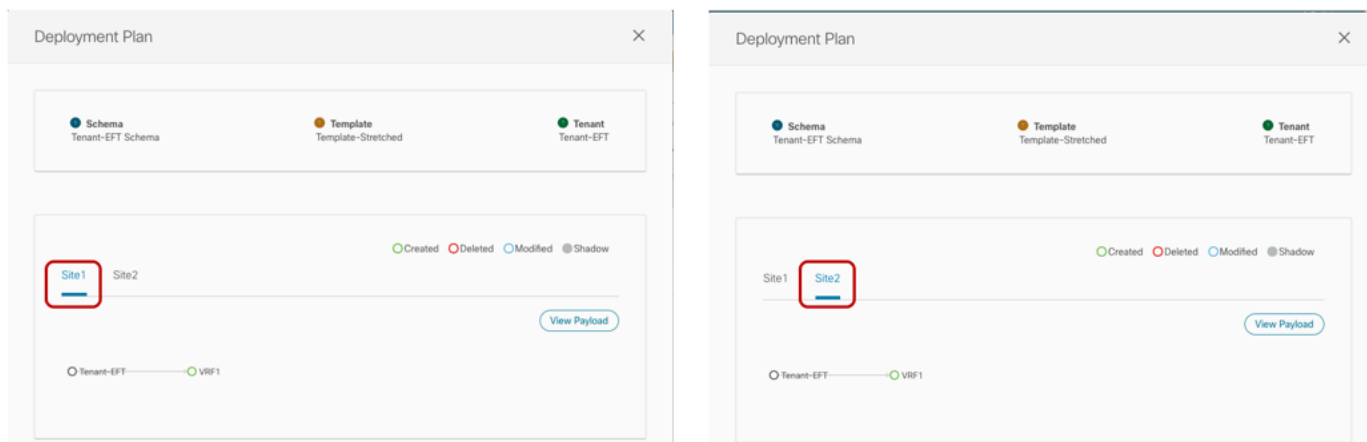 Deployment Plan
Schema Template Tenant
Tenant-EFT Schema Template-Stretched Tenant-EFT
Created Deleted Modified Shadow
Site1 Site2
View Payload
Tenant-EFT VRF1
Deployment Plan
Schema Template Tenant
Tenant-EFT Schema Template-Stretched Tenant-EFT
Created Deleted Modified Shadow
Site1 Site2
View Payload
Tenant-EFT VRF1